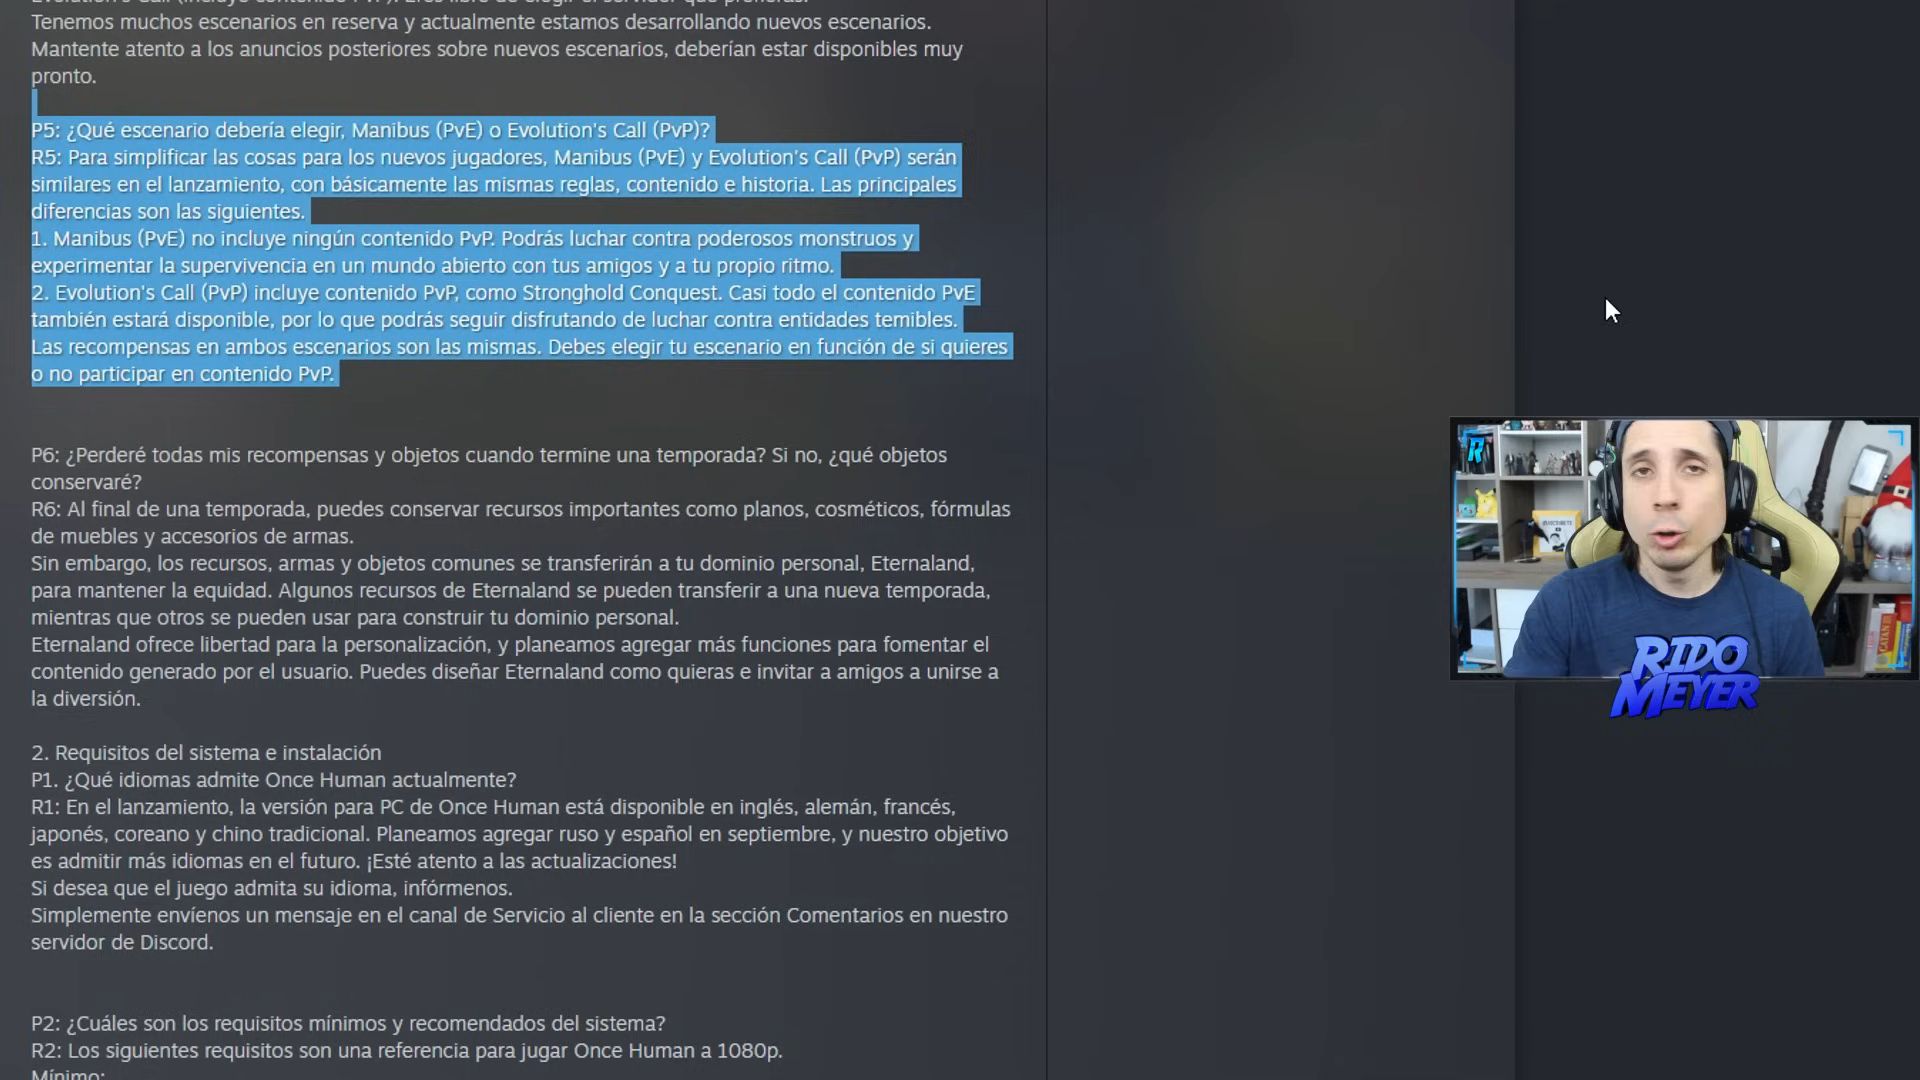 Tenemos muchos escenarios en reserva y actualmente estamos desarrollando nuevos escenarios.
Mantente atento a los anuncios posteriores sobre nuevos escenarios, deberían estar disponibles muy
pronto.
P5: ¿Qué escenario debería elegir, Manibus (PvE) o Evolution's Call (PvP)?
R5: Para simplificar las cosas para los nuevos jugadores, Manibus (PvE) y Evolution's Call (PvP) serán
similares en el lanzamiento, con básicamente las mismas reglas, contenido e historia. Las principales
diferencias son las siguientes.
1. Manibus (PvE) no incluye ningún contenido PvP. Podrás luchar contra poderosos monstruos y
experimentar la supervivencia en un mundo abierto con tus amigos y a tu propio ritmo.
2. Evolution's Call (PvP) incluye contenido PvP, como Stronghold Conquest. Casi todo el contenido PvE
también estará disponible, por lo que podrás seguir disfrutando de luchar contra entidades temibles.
Las recompensas en ambos escenarios son las mismas. Debes elegir tu escenario en función de si quieres
o no participar en contenido PvP.
P6: ¿Perderé todas mis recompensas y objetos cuando termine una temporada? Si no, ¿qué objetos
conservaré?
R6: Al final de una temporada, puedes conservar recursos importantes como planos, cosméticos, fórmulas
de muebles y accesorios de armas.
Sin embargo, los recursos, armas y objetos comunes se transferirán a tu dominio personal, Eternaland,
para mantener la equidad. Algunos recursos de Eternaland se pueden transferir a una nueva temporada,
mientras que otros se pueden usar para construir tu dominio personal.
Eternaland ofrece libertad para la personalización, y planeamos agregar más funciones para fomentar el
contenido generado por el usuario. Puedes diseñar Eternaland como quieras e invitar a amigos a unirse a
la diversión.
2. Requisitos del sistema e instalación
P1. ¿Qué idiomas admite Once Human actualmente?
R1: En el lanzamiento, la versión para PC de Once Human está disponible en inglés, alemán, francés,
japonés, coreano y chino tradicional. Planeamos agregar ruso y español en septiembre, y nuestro objetivo
es admitir más idiomas en el futuro. ¡Esté atento a las actualizaciones!
Si desea que el juego admita su idioma, infórmenos.
Simplemente envíenos un mensaje en el canal de Servicio al cliente en la sección Comentarios en nuestro
servidor de Discord.
P2: ¿Cuáles son los requisitos mínimos y recomendados del sistema?
R2: Los siguientes requisitos son una referencia para jugar Once Human a 1080p.
Mínimo:
R
SUSCRIBETE
CATAN
RIDO
MEYER